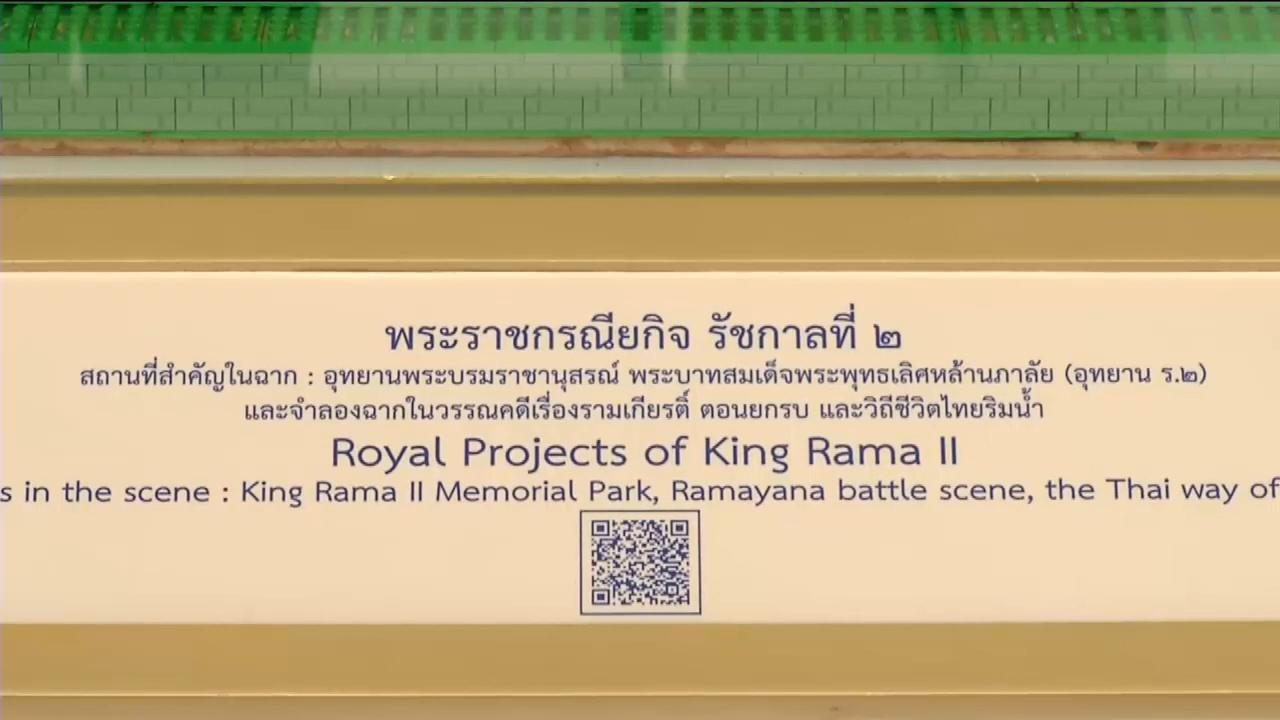 พระราชกรณียกิจ รัชกาลที่ ๒
สถานที่สำคัญในฉาก : อุทยานพระบรมราชานุสรณ์ พระบาทสมเด็จพระพุทธเลิศหล้านภาลัย (อุทยาน ร.๒)
และจำลองฉากในวรรณคดีเรื่องรามเกียรติ์ ตอนยกรบ และวิถีชีวิตไทยริมน้ำ
Royal Projects of King Rama II
s in the scene : King Rama II Memorial Park, Ramayana battle scene, the Thai way of